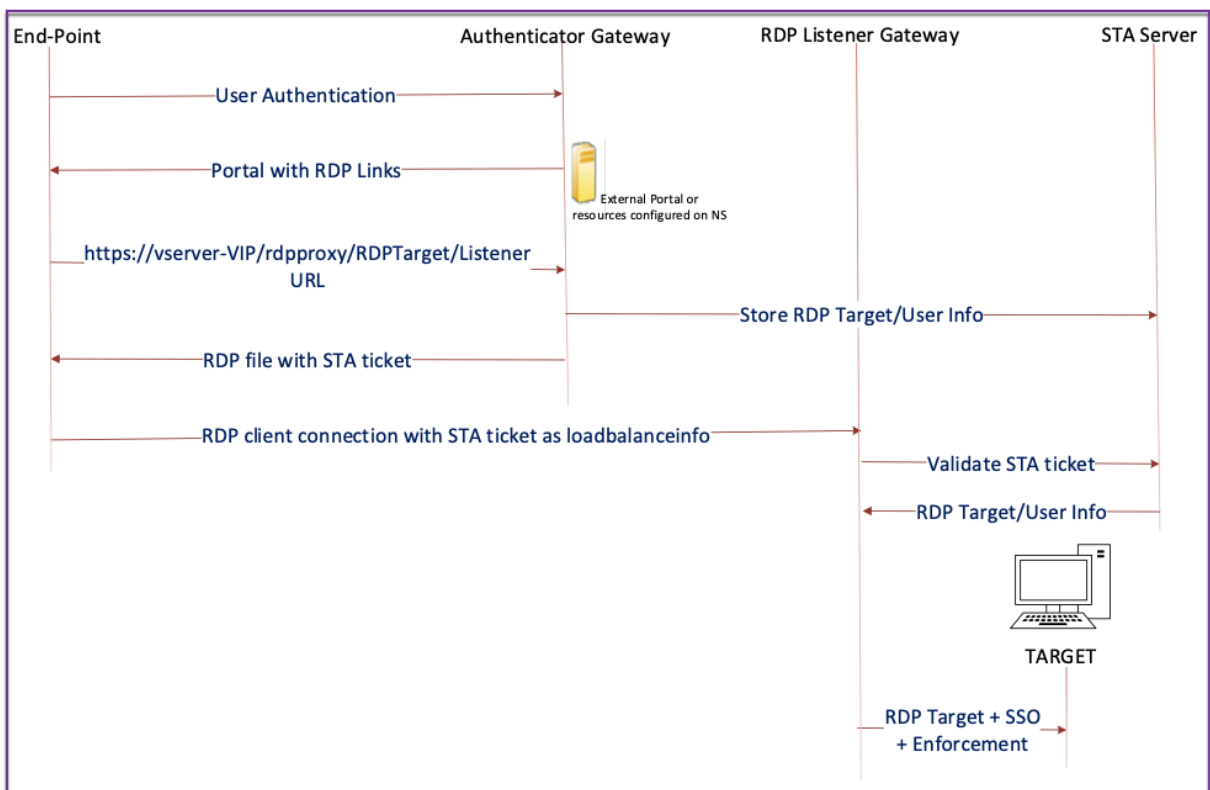 End-Point
Authenticator Gateway
RDP Listener Gateway
STA Server
User Authentication
Portal with RDP Links
External Portal or
resources configured on NS
https://vserver-VIP/rdpproxy/RDPTarget/Listener
URL
Store RDP Target/User Info
RDP file with STA ticket
RDP client connection with STA ticket as loadbalanceinfo
Validate STA ticket
RDP Target/User Info
TARGET
RDP Target + SSO
+ Enforcement